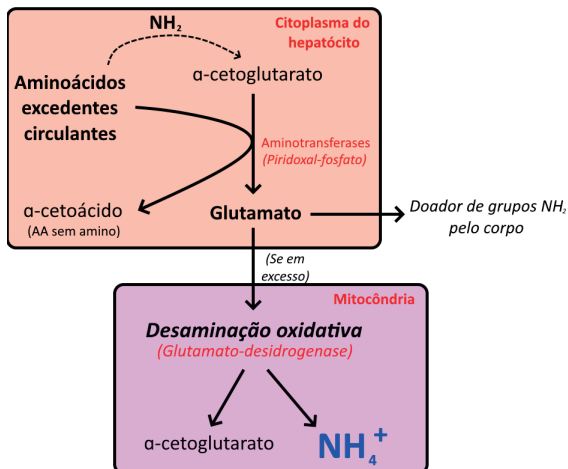 NH₂
Citoplasma do
hepatócito
α-cetoglutarato
Aminoácidos
excedentes
circulantes
Aminotransferases
(Piridoxal-fosfato)
α-cetoácido
(AA sem amino)
Glutamato
Doador de grupos NH₂
pelo corpo
(Se em
excesso)
Mitocôndria
Desaminação oxidativa
(Glutamato-desidrogenase)
α-cetoglutarato
NH₄⁺